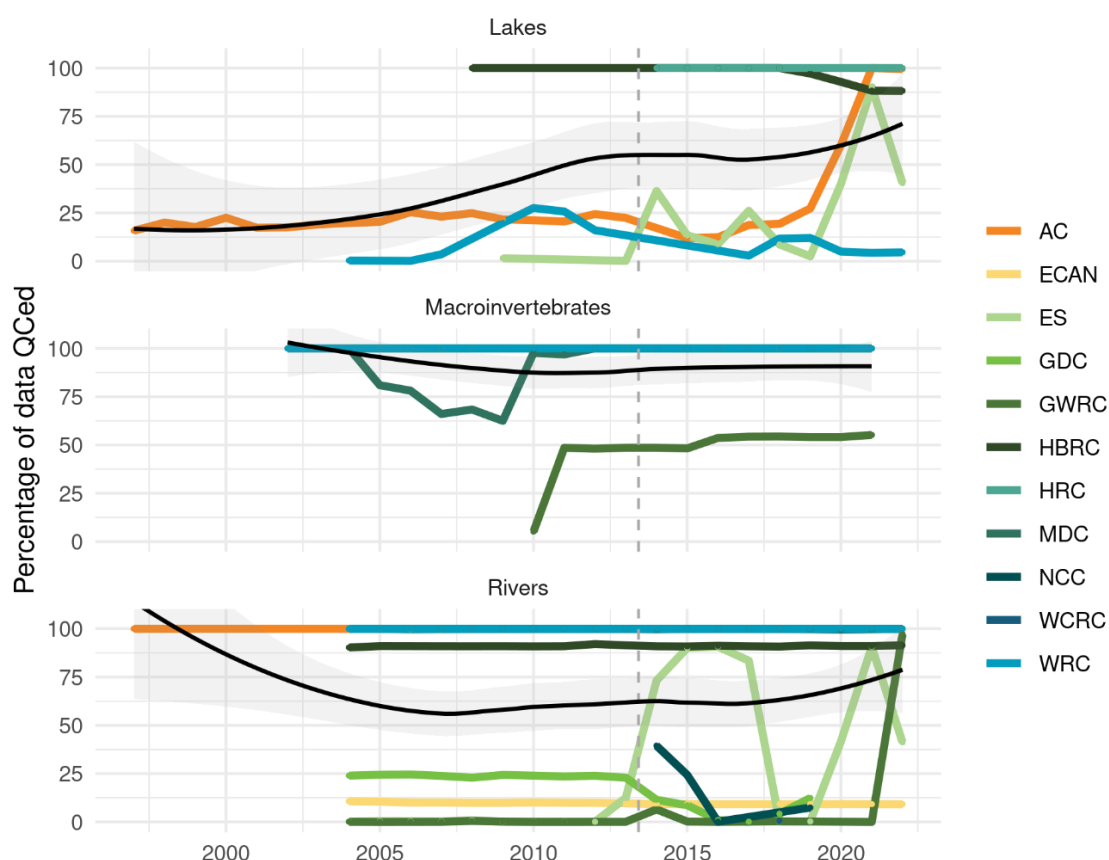 Lakes
100
75
50
25
0
Macroinvertebrates
100
75
50
25
0
Rivers
100
75
50
25
0
2000 2005 2010 2015 2020
Percentage of data QCed
AC
ECAN
ES
GDC
GWRC
HBRC
HRC
MDC
NCC
WCRC
WRC